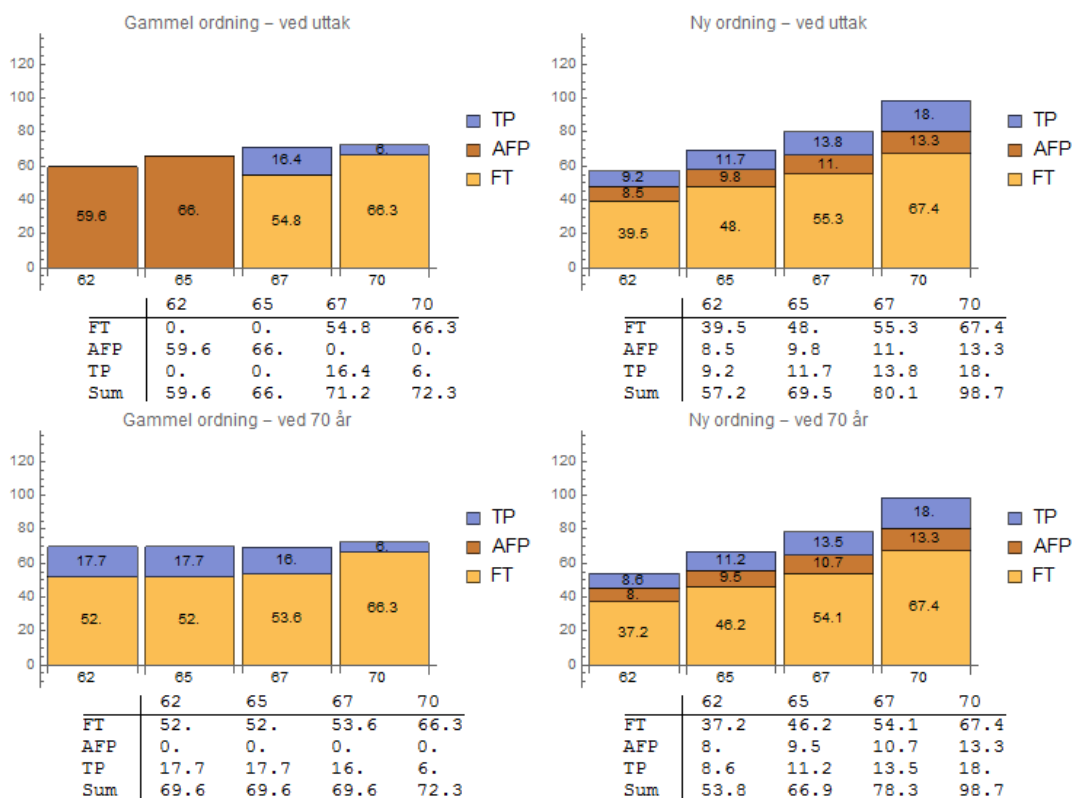 Gammel ordning – ved uttak
120
100
80
60
40
20
0
59.6
66.
16.4
54.8
6.
66.3
62 65 67 70
TP
AFP
FT
62 65 67 70
FT 0. 0. 54.8 66.3
AFP 59.6 66. 0. 0.
TP 0. 0. 16.4 6.
Sum 59.6 66. 71.2 72.3
Ny ordning – ved uttak
120
100
80
60
40
20
0
9.2
8.5
39.5
11.7
9.8
48.
13.8
11.
55.3
18.
13.3
67.4
62 65 67 70
TP
AFP
FT
62 65 67 70
FT 39.5 48. 55.3 67.4
AFP 8.5 9.8 11. 13.3
TP 9.2 11.7 13.8 18.
Sum 57.2 69.5 80.1 98.7
Gammel ordning – ved 70 år
120
100
80
60
40
20
0
17.7
52.
17.7
52.
16.
53.6
6.
66.3
62 65 67 70
TP
AFP
FT
62 65 67 70
FT 52. 52. 53.6 66.3
AFP 0. 0. 0. 0.
TP 17.7 17.7 16. 6.
Sum 69.6 69.6 69.6 72.3
Ny ordning – ved 70 år
120
100
80
60
40
20
0
8.6
8.
37.2
11.2
9.5
46.2
13.5
10.7
54.1
18.
13.3
67.4
62 65 67 70
TP
AFP
FT
62 65 67 70
FT 37.2 46.2 54.1 67.4
AFP 8. 9.5 10.7 13.3
TP 8.6 11.2 13.5 18.
Sum 53.8 66.9 78.3 98.7